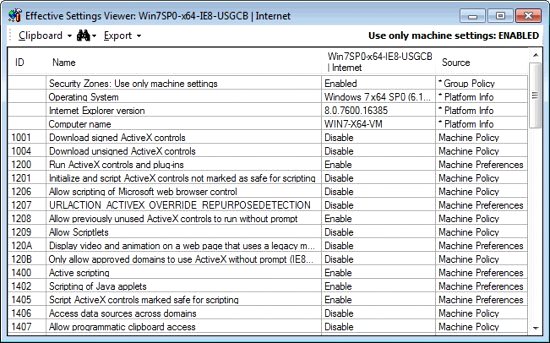 Effective Settings Viewer: Win7SP0-x64-IE8-USGCB | Internet
Clipboard Export Use only machine settings: ENABLED
ID Name Win7SP0-x64-IE8-USGCB | Internet Source
Security Zones: Use only machine settings Enabled * Group Policy
Operating System Windows 7 x64 SP0 (6.1... * Platform Info
Internet Explorer version 8.0.7600.16385 * Platform Info
Computer name WIN7-X64-VM * Platform Info
1001 Download signed ActiveX controls Disable Machine Policy
1004 Download unsigned ActiveX controls Disable Machine Policy
1200 Run ActiveX controls and plug-ins Enable Machine Preferences
1201 Initialize and script ActiveX controls not marked as safe for scripting Disable Machine Policy
1206 Allow scripting of Microsoft web browser control Disable Machine Policy
1207 URLACTION_ACTIVEX_OVERRIDE_REPURPOSEDETECTION Disable Machine Preferences
1208 Allow previously unused ActiveX controls to run without prompt Enable Machine Policy
1209 Allow Scriptlets Disable Machine Policy
120A Display video and animation on a web page that uses a legacy m... Disable Machine Preferences
120B Only allow approved domains to use ActiveX without prompt (IE8... Disable Machine Policy
1400 Active scripting Enable Machine Preferences
1402 Scripting of Java applets Enable Machine Preferences
1405 Script ActiveX controls marked safe for scripting Enable Machine Preferences
1406 Access data sources across domains Disable Machine Policy
1407 Allow programmatic clipboard access Disable Machine Policy